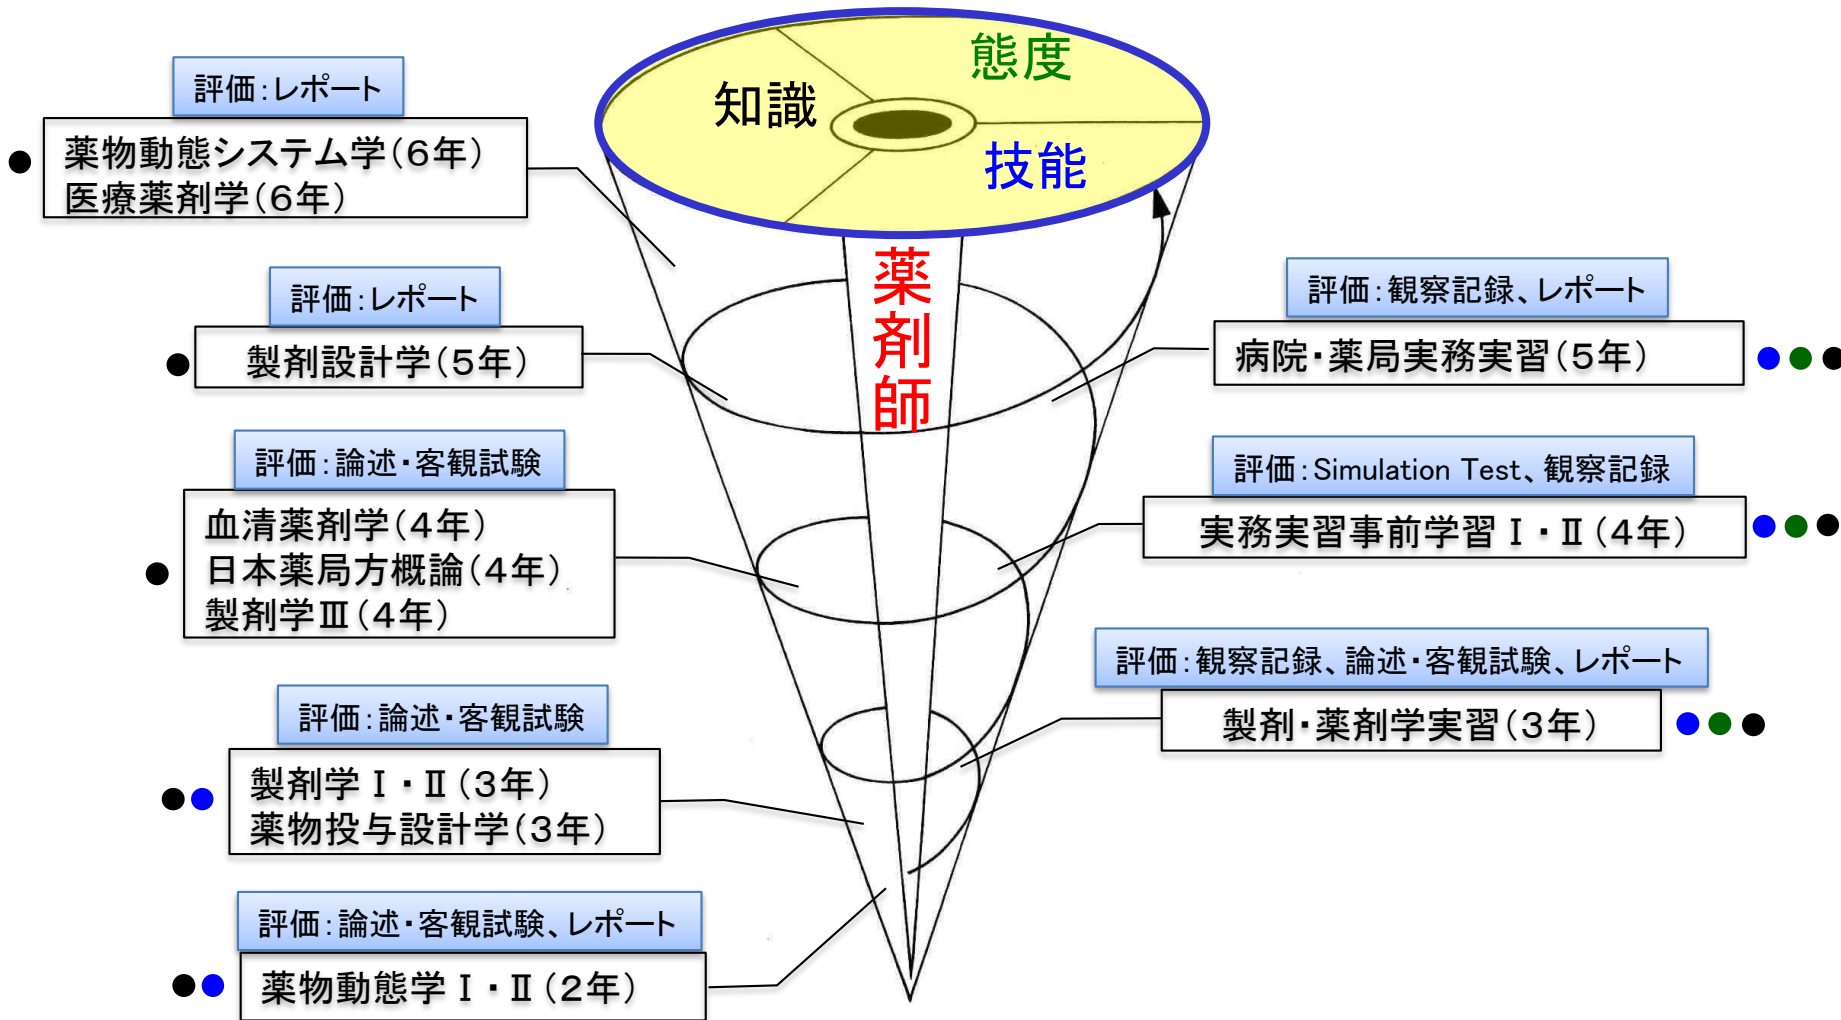 態度
知識
技能
薬剤師
評価：レポート
薬物動態システム学（６年）
医療薬剤学（６年）
評価：レポート
製剤設計学（５年）
評価：論述・客観試験
血清薬剤学（４年）
日本薬局方概論（４年）
製剤学Ⅲ（４年）
評価：論述・客観試験
製剤学Ⅰ・Ⅱ（３年）
薬物投与設計学（３年）
評価：論述・客観試験、レポート
薬物動態学Ⅰ・Ⅱ（２年）
評価：観察記録、レポート
病院・薬局実務実習（５年）
評価：Simulation Test、観察記録
実務実習事前学習Ⅰ・Ⅱ（４年）
評価：観察記録、論述・客観試験、レポート
製剤・薬剤学実習（３年）